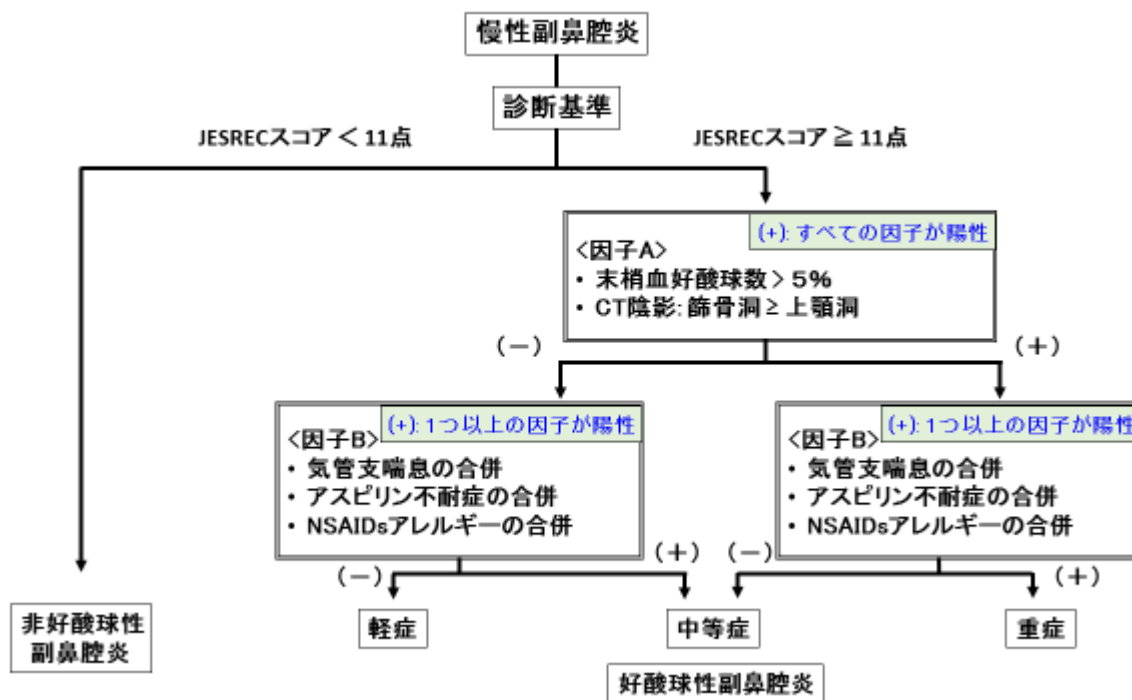 慢性副鼻腔炎
診断基準
JESRECスコア < 11点
JESRECスコア ≧ 11点
(+): すべての因子が陽性
<因子A>
・ 末梢血好酸球数 > 5%
・ CT陰影: 篩骨洞 ≥ 上顎洞
(−)
(+)
(+): 1つ以上の因子が陽性
<因子B>
・ 気管支喘息の合併
・ アスピリン不耐症の合併
・ NSAIDsアレルギーの合併
(+): 1つ以上の因子が陽性
<因子B>
・ 気管支喘息の合併
・ アスピリン不耐症の合併
・ NSAIDsアレルギーの合併
(−)
(+)
(−)
(+)
非好酸球性
副鼻腔炎
軽症
中等症
重症
好酸球性副鼻腔炎